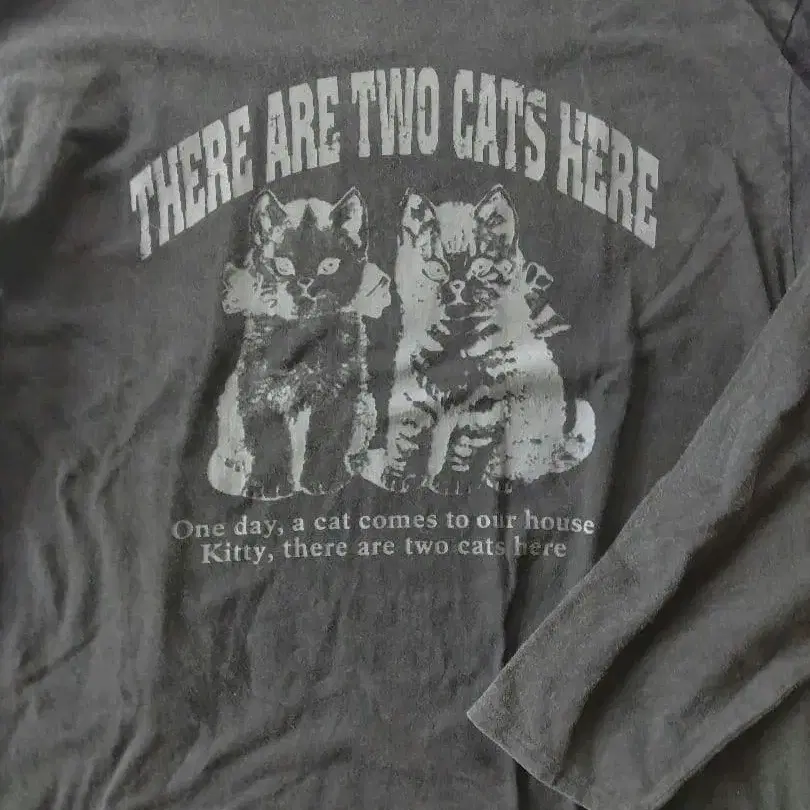 THERE ARE TWO CATS HERE
One day, a cat comes to our house
Kitty, there are two cats here